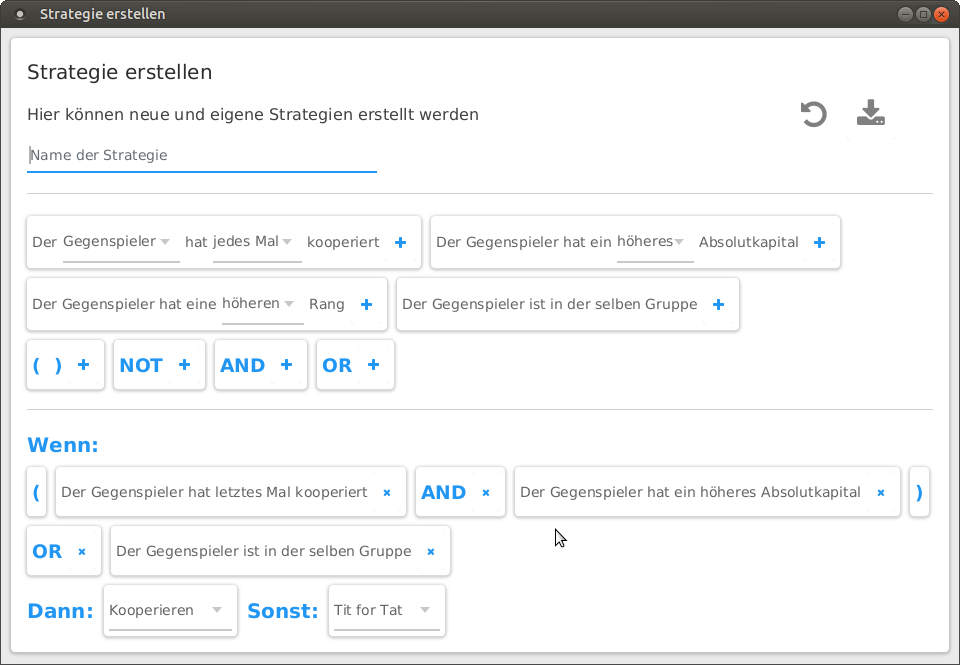 Strategie erstellen
Strategie erstellen
Hier können neue und eigene Strategien erstellt werden
Name der Strategie
Der Gegenspieler hat jedes Mal kooperiert + Der Gegenspieler hat ein höheres Absolutkapital +
Der Gegenspieler hat eine höheren Rang + Der Gegenspieler ist in der selben Gruppe +
( ) + NOT + AND + OR +
Wenn:
( Der Gegenspieler hat letztes Mal kooperiert × AND × Der Gegenspieler hat ein höheres Absolutkapital × )
OR × Der Gegenspieler ist in der selben Gruppe ×
Dann: Kooperieren Sonst: Tit for Tat